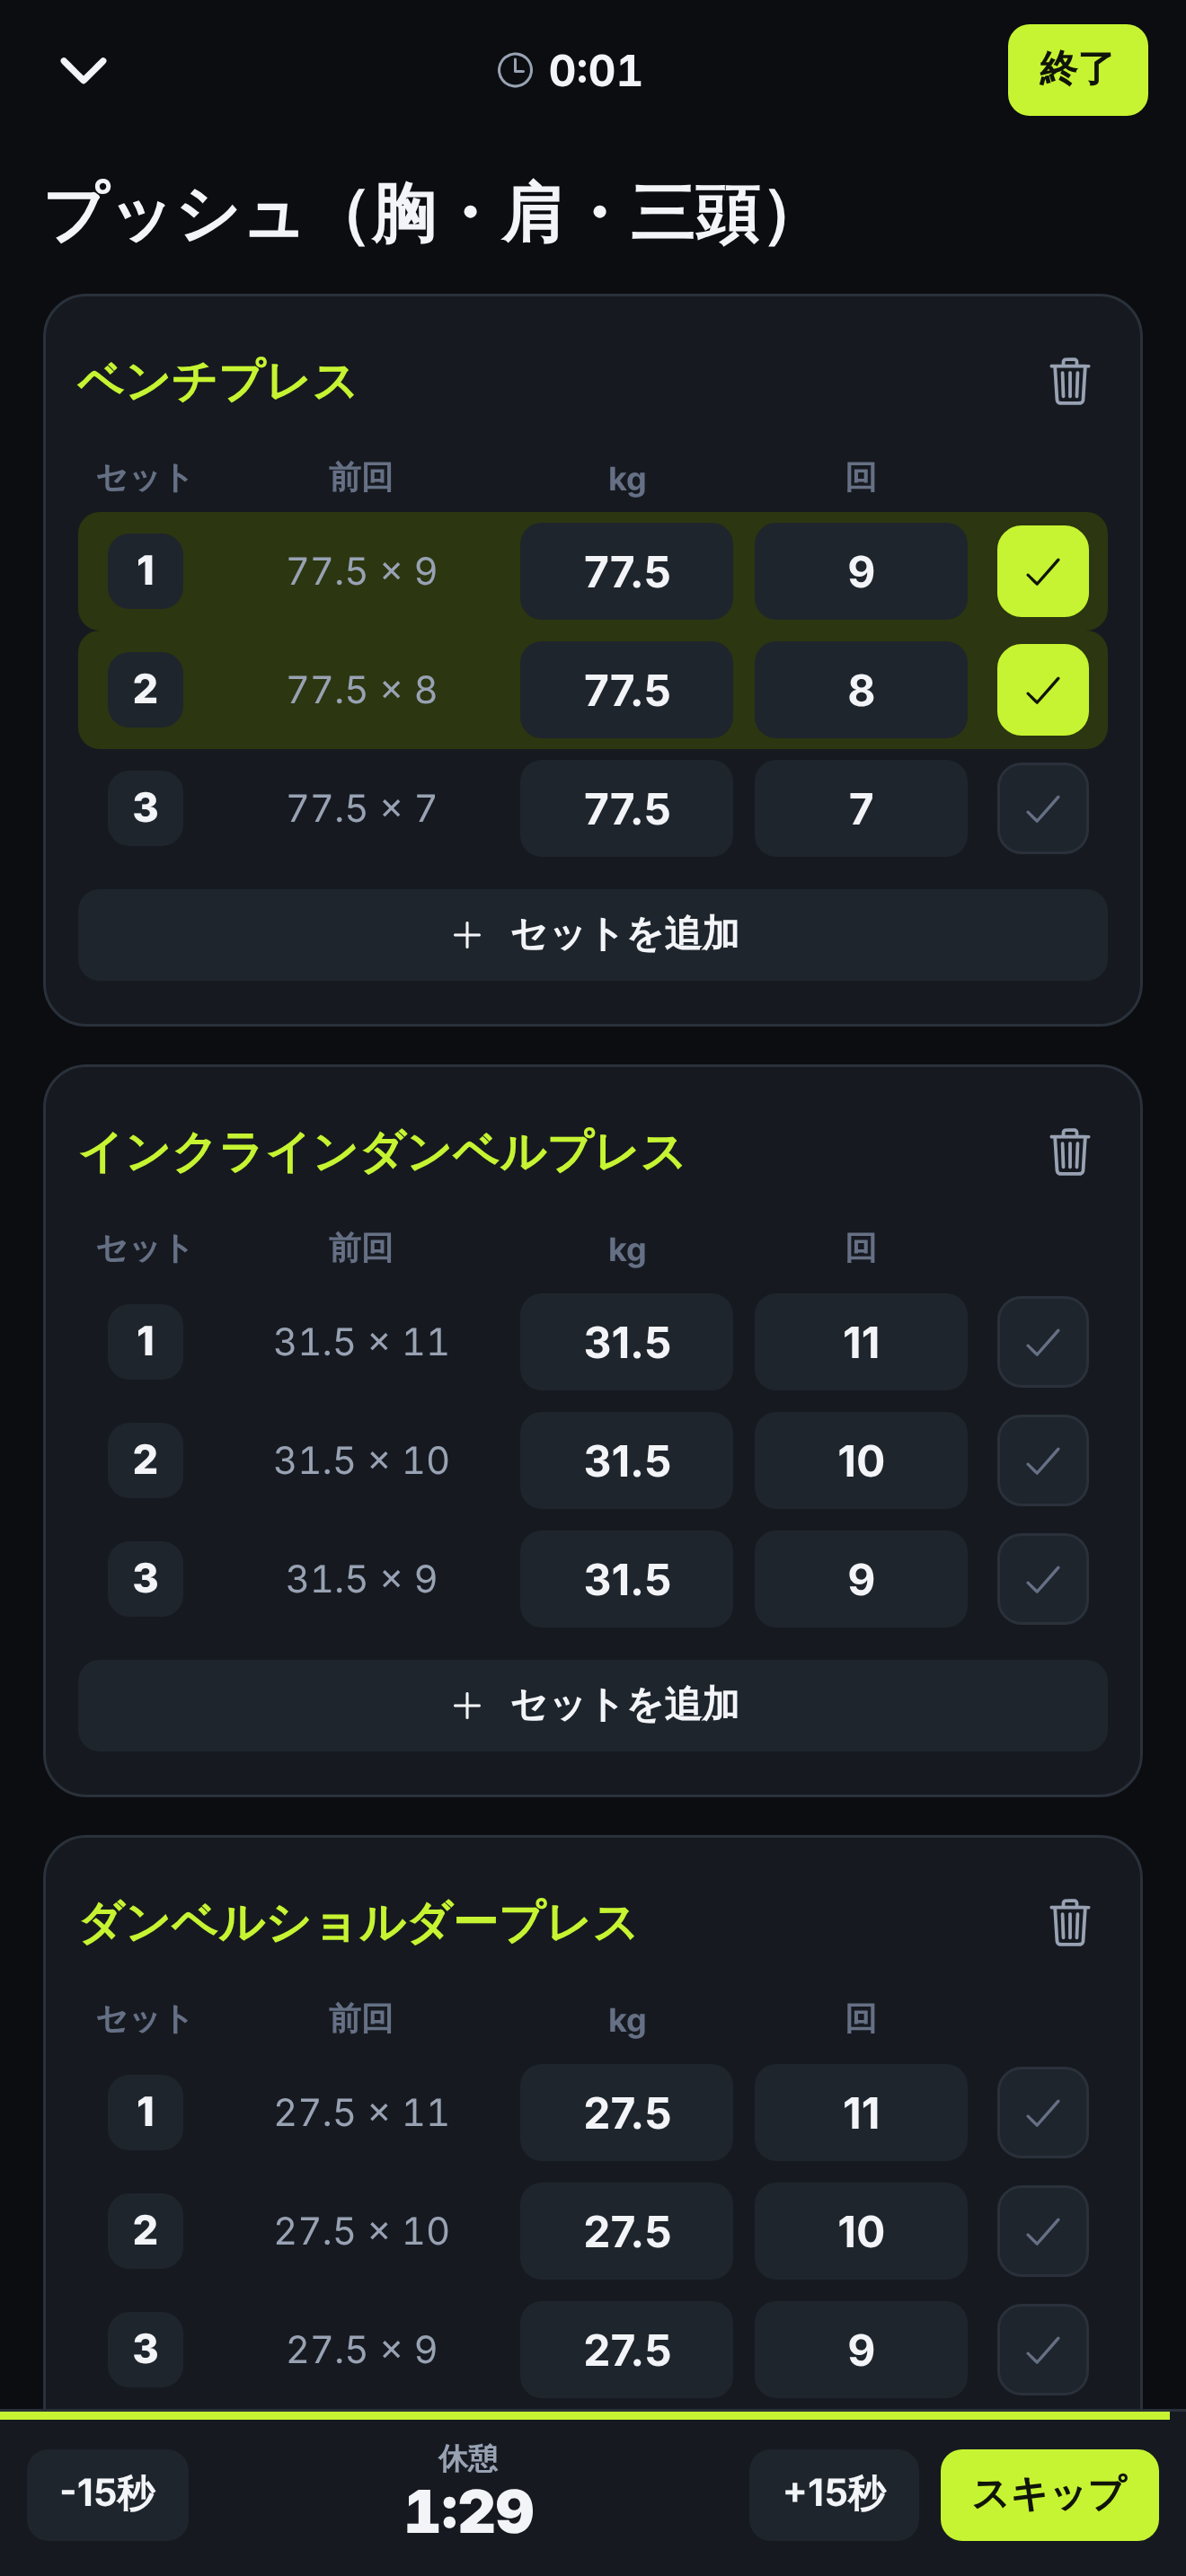 0:01 終了
プッシュ（胸・肩・三頭）
ベンチプレス
セット 前回 kg 回
1 77.5 × 9 77.5 9
2 77.5 × 8 77.5 8
3 77.5 × 7 77.5 7
＋ セットを追加
インクラインダンベルプレス
セット 前回 kg 回
1 31.5 × 11 31.5 11
2 31.5 × 10 31.5 10
3 31.5 × 9 31.5 9
＋ セットを追加
ダンベルショルダープレス
セット 前回 kg 回
1 27.5 × 11 27.5 11
2 27.5 × 10 27.5 10
3 27.5 × 9 27.5 9
-15秒 休憩 +15秒 スキップ
1:29